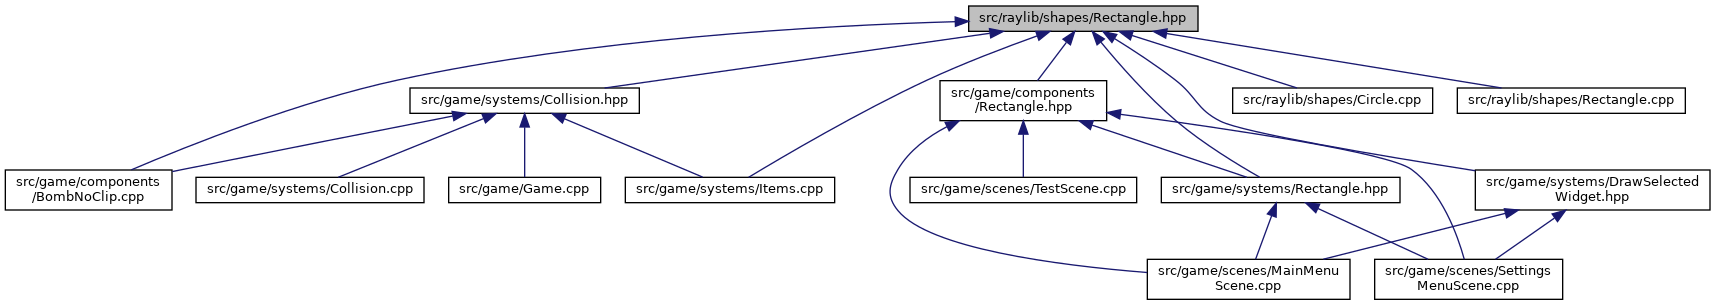 src/raylib/shapes/Rectangle.hpp
src/game/systems/Collision.hpp
src/game/components
/Rectangle.hpp
src/raylib/shapes/Circle.cpp
src/raylib/shapes/Rectangle.cpp
src/game/components
/BombNoClip.cpp
src/game/systems/Collision.cpp
src/game/Game.cpp
src/game/systems/Items.cpp
src/game/scenes/TestScene.cpp
src/game/systems/Rectangle.hpp
src/game/systems/DrawSelected
Widget.hpp
src/game/scenes/MainMenu
Scene.cpp
src/game/scenes/Settings
MenuScene.cpp